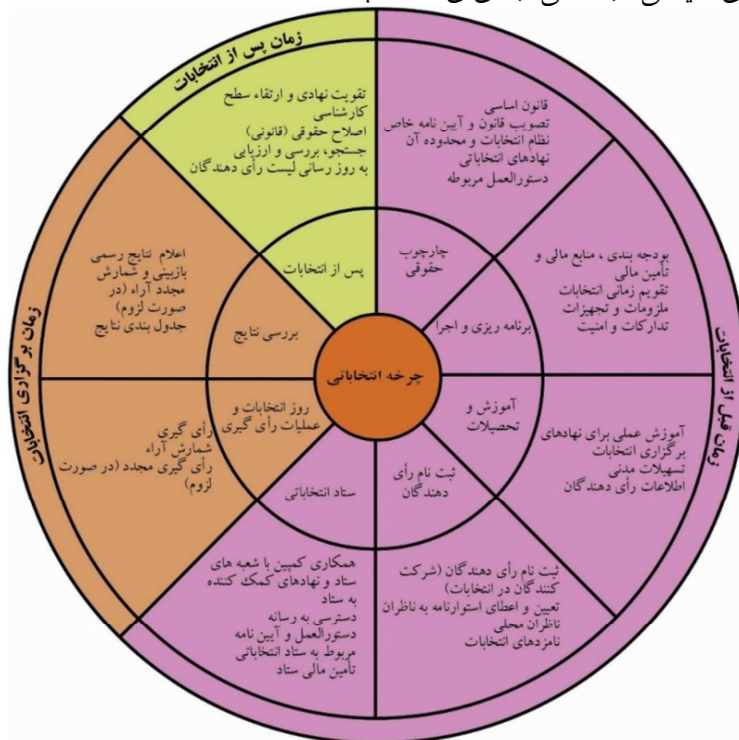 زمان پس از انتخابات
تقویت نهادی و ارتقاء سطح
کارشناسی
اصلاح حقوقی (قانونی)
جستجو، بررسی و ارزیابی
به روز رسانی لیست رأی دهندگان
پس از انتخابات
زمان قبل از انتخابات
قانون اساسی
تصویب قانون و آیین نامه خاص
نظام انتخابات و محدوده آن
نهادهای انتخاباتی
دستورالعمل مربوطه
چارچوب
حقوقی
بودجه بندی ، منابع مالی و
تأمین مالی
تقویم زمانی انتخابات
ملزومات و تجهیزات
تدارکات و امنیت
برنامه ریزی و اجرا
آموزش عملی برای نهادهای
برگزاری انتخابات
تسهیلات مدنی
اطلاعات رأی دهندگان
آموزش و
تحصیلات
ثبت نام رأی
دهندگان
ثبت نام رأی دهندگان (شرکت
کنندگان در انتخابات)
تعیین و اعطای استوارنامه به ناظران
ناظران محلی
نامزدهای انتخابات
ستاد انتخاباتی
همکاری کمپین با شعبه های
ستاد و نهادهای کمک کننده
به ستاد
دسترسی به رسانه
دستورالعمل و آیین نامه
مربوط به ستاد انتخاباتی
تأمین مالی ستاد
زمان برگزاری انتخابات
روز انتخابات و
عملیات رأی گیری
رأی گیری
شمارش آراء
رأی گیری مجدد (در صورت
لزوم)
بررسی نتایج
اعلام نتایج رسمی
بازبینی و شمارش
مجدد آراء (در
صورت لزوم)
جدول بندی نتایج
چرخه انتخاباتی